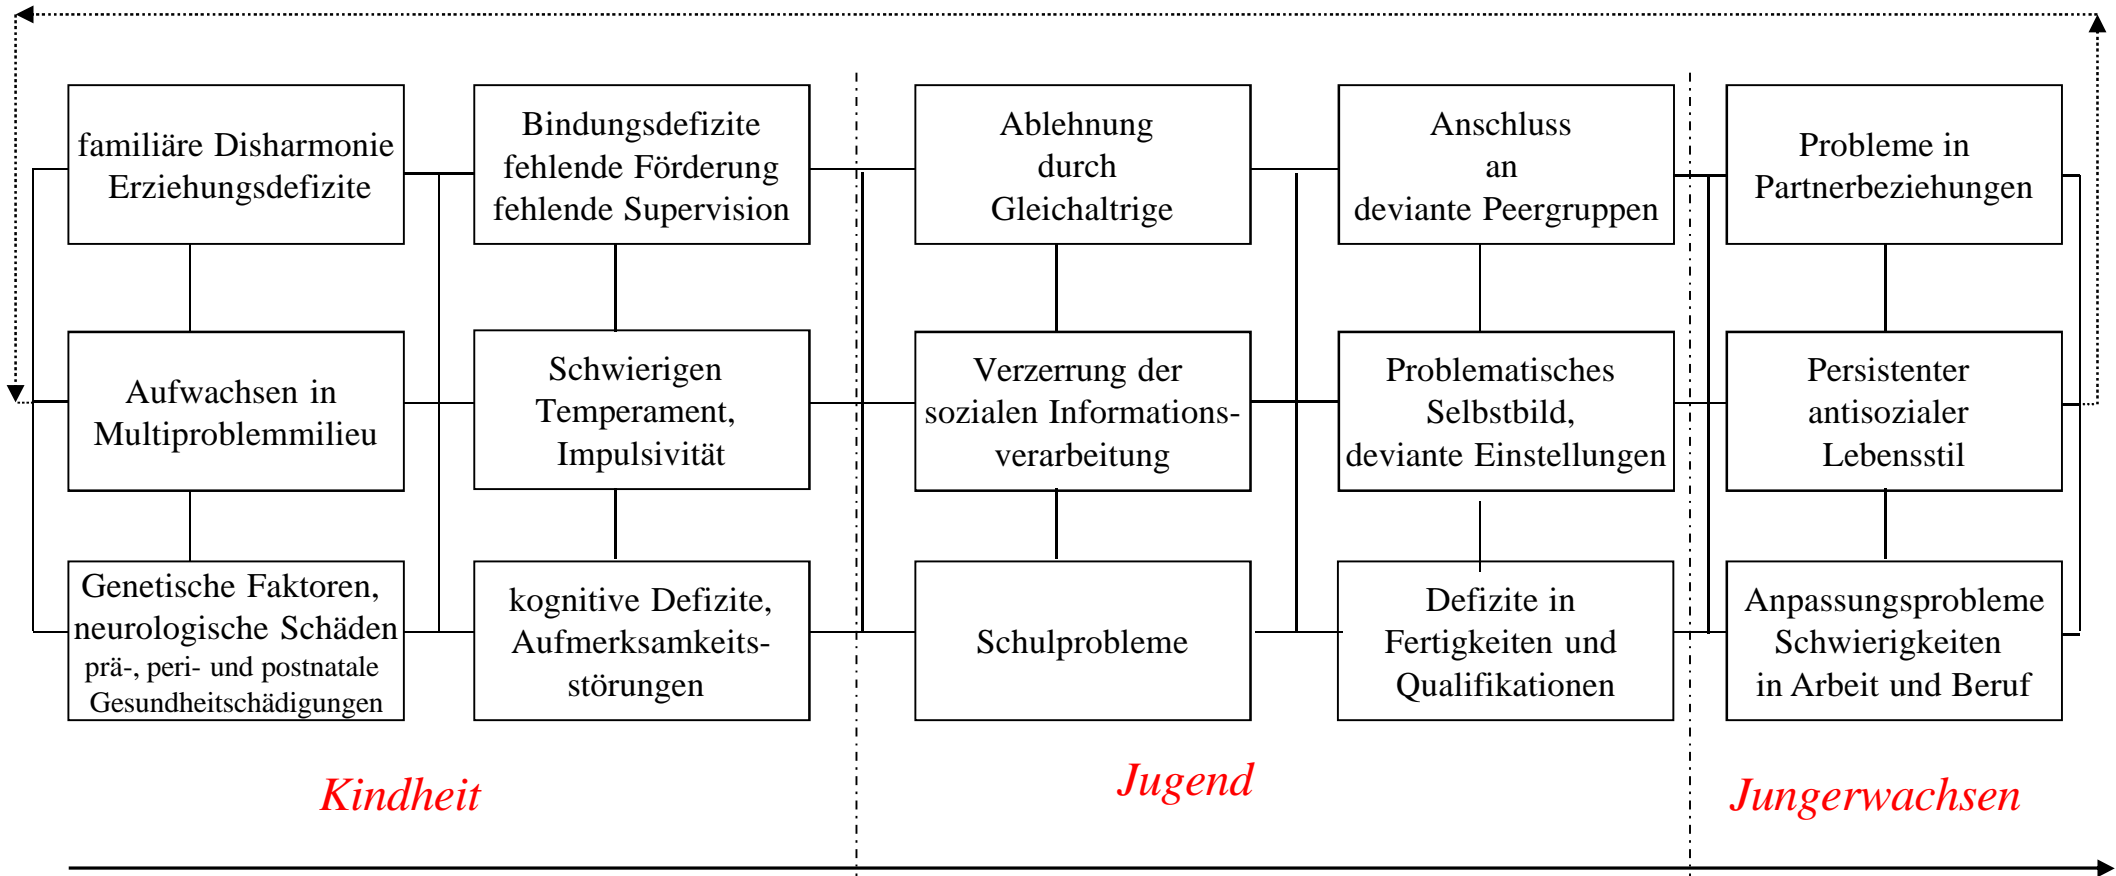 familiäre Disharmonie
Erziehungsdefizite
Bindungsdefizite
fehlende Förderung
fehlende Supervision
Ablehnung
durch
Gleichaltrige
Anschluss
an
deviante Peergruppen
Probleme in
Partnerbeziehungen
Aufwachsen in
Multiproblemmilieu
Schwierigen
Temperament,
Impulsivität
Verzerrung der
sozialen Informations-
verarbeitung
Problematisches
Selbstbild,
deviante Einstellungen
Persistenter
antisozialer
Lebensstil
Genetische Faktoren,
neurologische Schäden
prä-, peri- und postnatale
Gesundheitschädigungen
kognitive Defizite,
Aufmerksamkeits-
störungen
Schulprobleme
Defizite in
Fertigkeiten und
Qualifikationen
Anpassungsprobleme
Schwierigkeiten
in Arbeit und Beruf
Kindheit
Jugend
Jungerwachsen